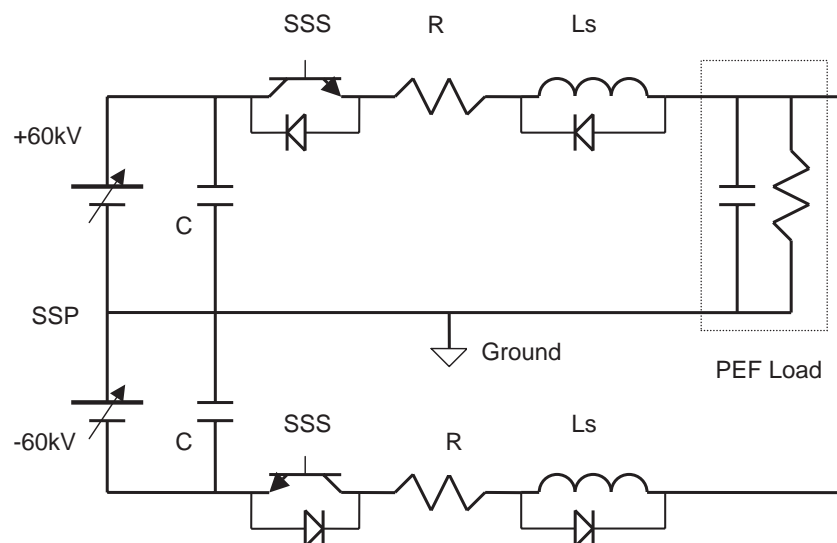 SSS R Ls
+60kV
C
SSP
Ground
PEF Load
SSS R Ls
-60kV C